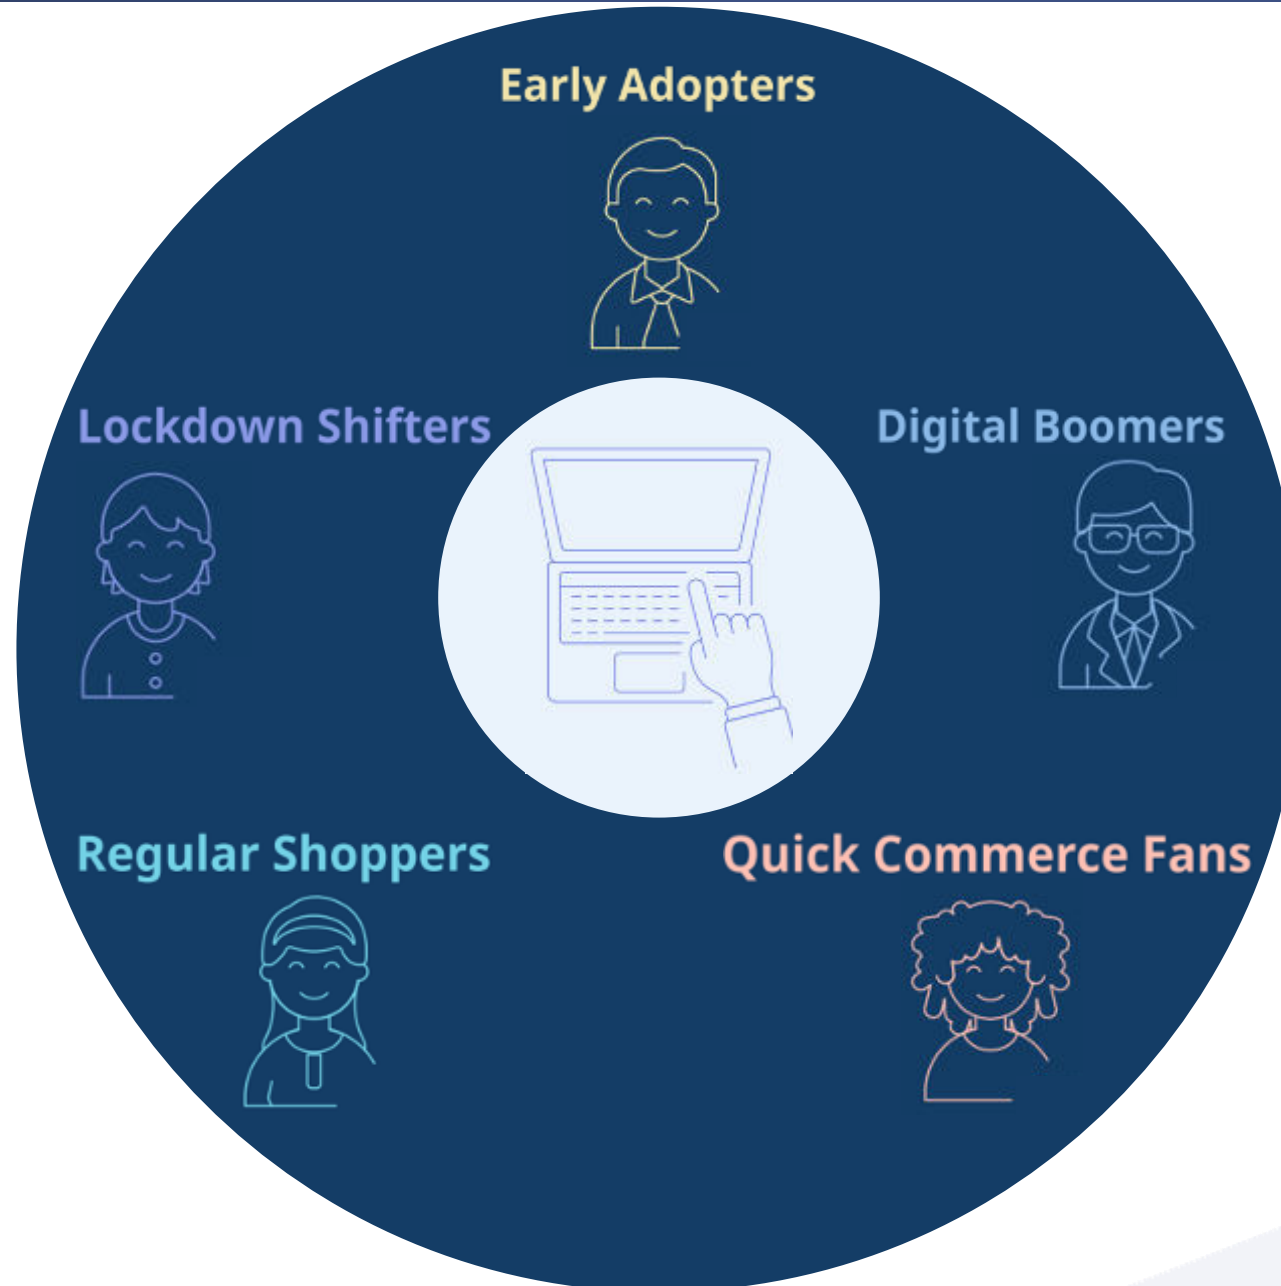 Early Adopters
Lockdown Shifters
Digital Boomers
Regular Shoppers
Quick Commerce Fans